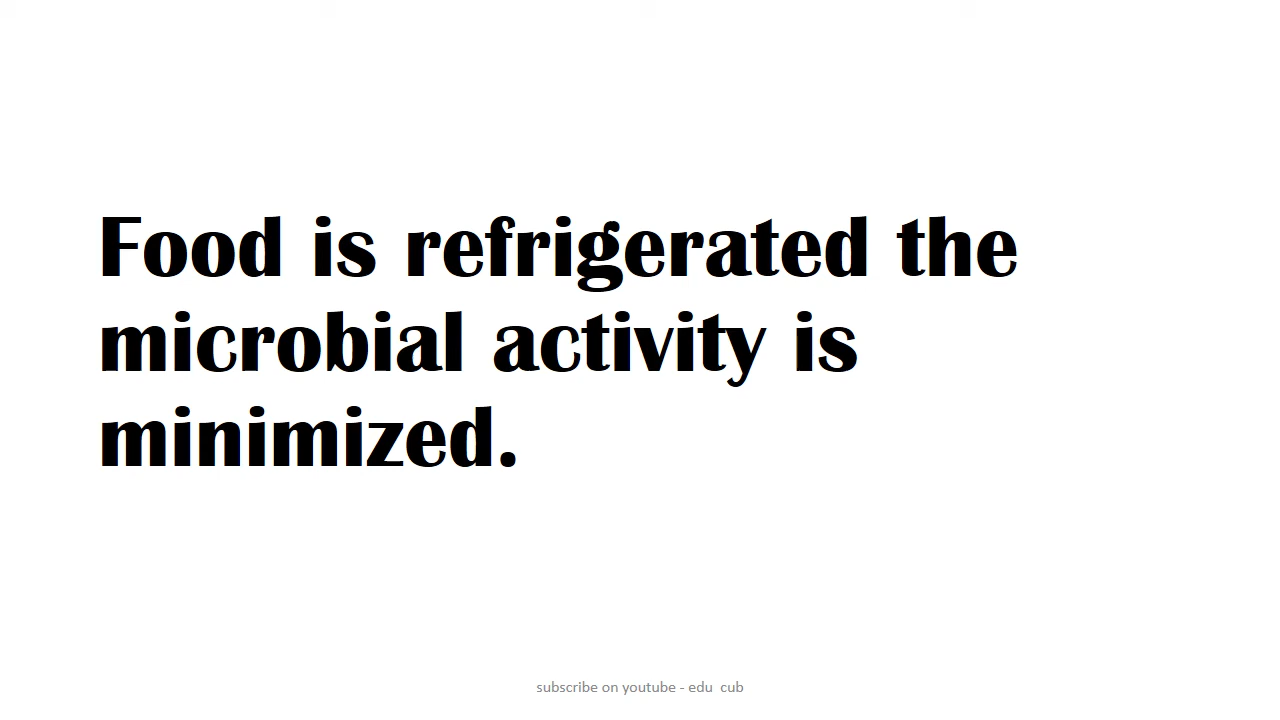 Food is refrigerated the
microbial activity is
minimized.
subscribe on youtube - edu  cub